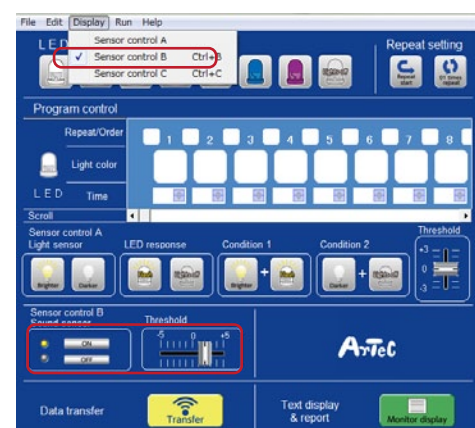 File Edit Display Run Help
Sensor control A
✓ Sensor control B Ctrl+B
Sensor control C Ctrl+C
LED
Repeat setting
Repeat start
01 times repeat
Program control
Repeat/Order
1 2 3 4 5 6 7 8
Light color
LED
Time
Scroll
Sensor control A
Light sensor
LED response
Condition 1
Condition 2
Threshold
Brighter
Darker
Brighter
+
Darker
+
+3
0
-3
Sensor control B
Sound sensor
Threshold
ON
OFF
-5 0 +5
ArTeC
Data transfer
Transfer
Text display
& report
Monitor display